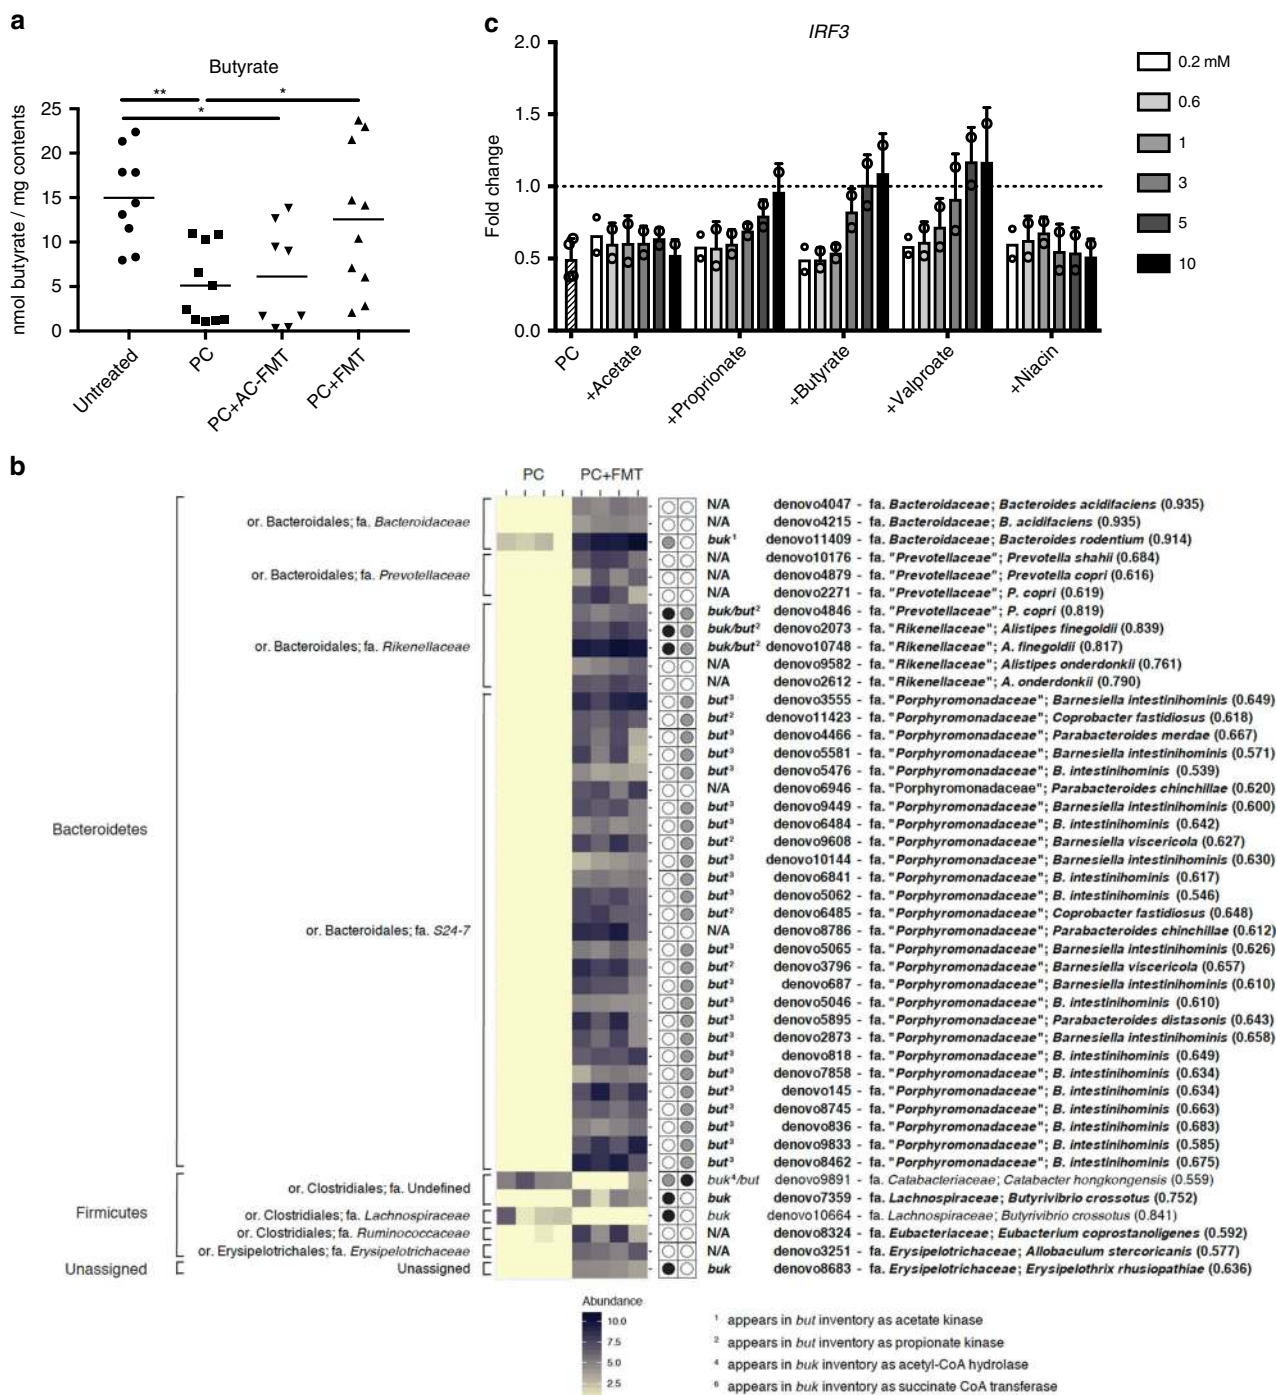 a
Butyrate
**
*
*
nmol butyrate / mg contents
25
20
15
10
5
0
Untreated
PC
PC+AC-FMT
PC+FMT
c
IRF3
Fold change
2.0
1.5
1.0
0.5
0.0
PC
+Acetate
+Proprionate
+Butyrate
+Valproate
+Niacin
0.2 mM
0.6
1
3
5
10
b
PC PC+FMT
Bacteroidetes
Firmicutes
Unassigned
or. Bacteroidales; fa. Bacteroidaceae
or. Bacteroidales; fa. Prevotellaceae
or. Bacteroidales; fa. Rikenellaceae
or. Bacteroidales; fa. S24-7
or. Clostridiales; fa. Undefined
or. Clostridiales; fa. Lachnospiraceae
or. Clostridiales; fa. Ruminococcaceae
or. Erysipelotrichales; fa. Erysipelotrichaceae
Unassigned
N/A denovo4047 - fa. Bacteroidaceae; Bacteroides acidifaciens (0.935)
N/A denovo4215 - fa. Bacteroidaceae; B. acidifaciens (0.935)
buk¹ denovo11409 - fa. Bacteroidaceae; Bacteroides rodentium (0.914)
N/A denovo10176 - fa. "Prevotellaceae"; Prevotella shahii (0.684)
N/A denovo4879 - fa. "Prevotellaceae"; Prevotella copri (0.616)
N/A denovo2271 - fa. "Prevotellaceae"; P. copri (0.619)
buk/but² denovo4846 - fa. "Prevotellaceae"; P. copri (0.819)
buk/but² denovo2073 - fa. "Rikenellaceae"; Alistipes finegoldii (0.839)
buk/but² denovo10748 - fa. "Rikenellaceae"; A. finegoldii (0.817)
N/A denovo9582 - fa. "Rikenellaceae"; Alistipes onderdonkii (0.761)
N/A denovo2612 - fa. "Rikenellaceae"; A. onderdonkii (0.790)
but³ denovo3555 - fa. "Porphyromonadaceae"; Barnesiella intestinihominis (0.649)
but² denovo11423 - fa. "Porphyromonadaceae"; Coprobacter fastidiosus (0.618)
but³ denovo4466 - fa. "Porphyromonadaceae"; Parabacteroides merdae (0.667)
but³ denovo5581 - fa. "Porphyromonadaceae"; Barnesiella intestinihominis (0.571)
but³ denovo5476 - fa. "Porphyromonadaceae"; B. intestinihominis (0.539)
N/A denovo6946 - fa. "Porphyromonadaceae"; Parabacteroides chinchillae (0.620)
but³ denovo9449 - fa. "Porphyromonadaceae"; Barnesiella intestinihominis (0.600)
but³ denovo6484 - fa. "Porphyromonadaceae"; B. intestinihominis (0.642)
but² denovo9608 - fa. "Porphyromonadaceae"; Barnesiella viscericola (0.627)
but³ denovo10144 - fa. "Porphyromonadaceae"; Barnesiella intestinihominis (0.630)
but³ denovo6841 - fa. "Porphyromonadaceae"; B. intestinihominis (0.617)
but³ denovo5062 - fa. "Porphyromonadaceae"; B. intestinihominis (0.546)
but² denovo6485 - fa. "Porphyromonadaceae"; Coprobacter fastidiosus (0.648)
N/A denovo8786 - fa. "Porphyromonadaceae"; Parabacteroides chinchillae (0.612)
but³ denovo5065 - fa. "Porphyromonadaceae"; Barnesiella intestinihominis (0.626)
but² denovo3796 - fa. "Porphyromonadaceae"; Barnesiella viscericola (0.657)
but³ denovo687 - fa. "Porphyromonadaceae"; Barnesiella intestinihominis (0.610)
but³ denovo5046 - fa. "Porphyromonadaceae"; B. intestinihominis (0.610)
but³ denovo5895 - fa. "Porphyromonadaceae"; Parabacteroides distasonis (0.643)
but³ denovo2873 - fa. "Porphyromonadaceae"; Barnesiella intestinihominis (0.658)
but³ denovo818 - fa. "Porphyromonadaceae"; B. intestinihominis (0.649)
but³ denovo7858 - fa. "Porphyromonadaceae"; B. intestinihominis (0.634)
but³ denovo145 - fa. "Porphyromonadaceae"; B. intestinihominis (0.634)
but³ denovo8745 - fa. "Porphyromonadaceae"; B. intestinihominis (0.663)
but³ denovo836 - fa. "Porphyromonadaceae"; B. intestinihominis (0.683)
but³ denovo9833 - fa. "Porphyromonadaceae"; B. intestinihominis (0.585)
but³ denovo8462 - fa. "Porphyromonadaceae"; B. intestinihominis (0.675)
buk⁴/but denovo9891 - fa. Catabacteriaceae; Catabacter hongkongensis (0.559)
buk denovo7359 - fa. Lachnospiraceae; Butyrivibrio crossotus (0.752)
buk denovo10664 - fa. Lachnospiraceae; Butyrivibrio crossotus (0.841)
N/A denovo8324 - fa. Eubacteriaceae; Eubacterium coprostanoligenes (0.592)
N/A denovo3251 - fa. Erysipelotrichaceae; Allobaculum stercoricanis (0.577)
buk denovo8683 - fa. Erysipelotrichaceae; Erysipelothrix rhusiopathiae (0.636)
Abundance
10.0
7.5
5.0
2.5
¹ appears in but inventory as acetate kinase
² appears in but inventory as propionate kinase
⁴ appears in buk inventory as acetyl-CoA hydrolase
⁶ appears in buk inventory as succinate CoA transferase